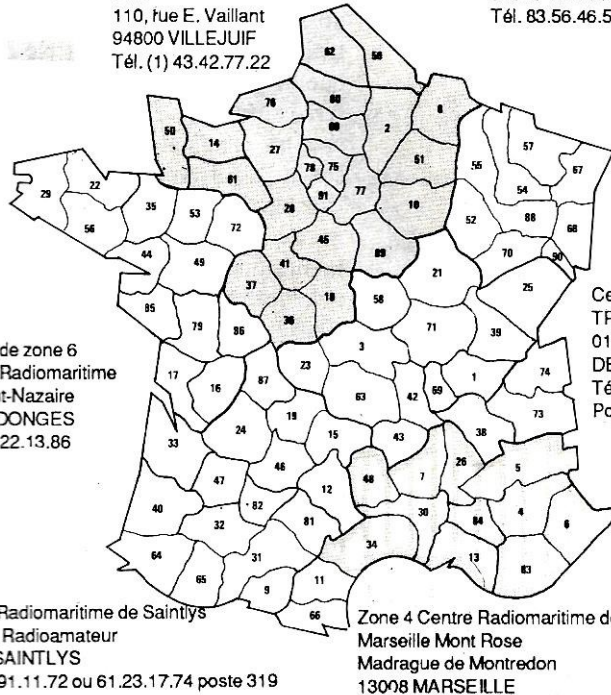 110, rue E. Vaillant
94800 VILLEJUIF
Tél. (1) 43.42.77.22
Tél. 83.56.46.5
62 59
76 80 8
50 14 27 60 2
61 78 75 51 55 57 67
29 22 28 91 77 10 54
56 35 53 72 45 52 88 68
44 49 41 89 70 90
37 18 58 21 25
85 79 86 36 71 39
de zone 6
Radiomaritime
t-Nazaire
DONGES
22.13.86
Ce
TF
01
DE
Té
Po
3
17 16 87 23 63 42 69 1 74
73
33 24 19 15 43 38
47 46 48 7 26 5
40 32 82 12 30 84 4 6
64 65 31 81 34 13 83
9 11
66
Radiomaritime de Saintlys
Radioamateur
SAINTLYS
91.11.72 ou 61.23.17.74 poste 319
Zone 4 Centre Radiomaritime de
Marseille Mont Rose
Madrague de Montredon
13008 MARSEILLE